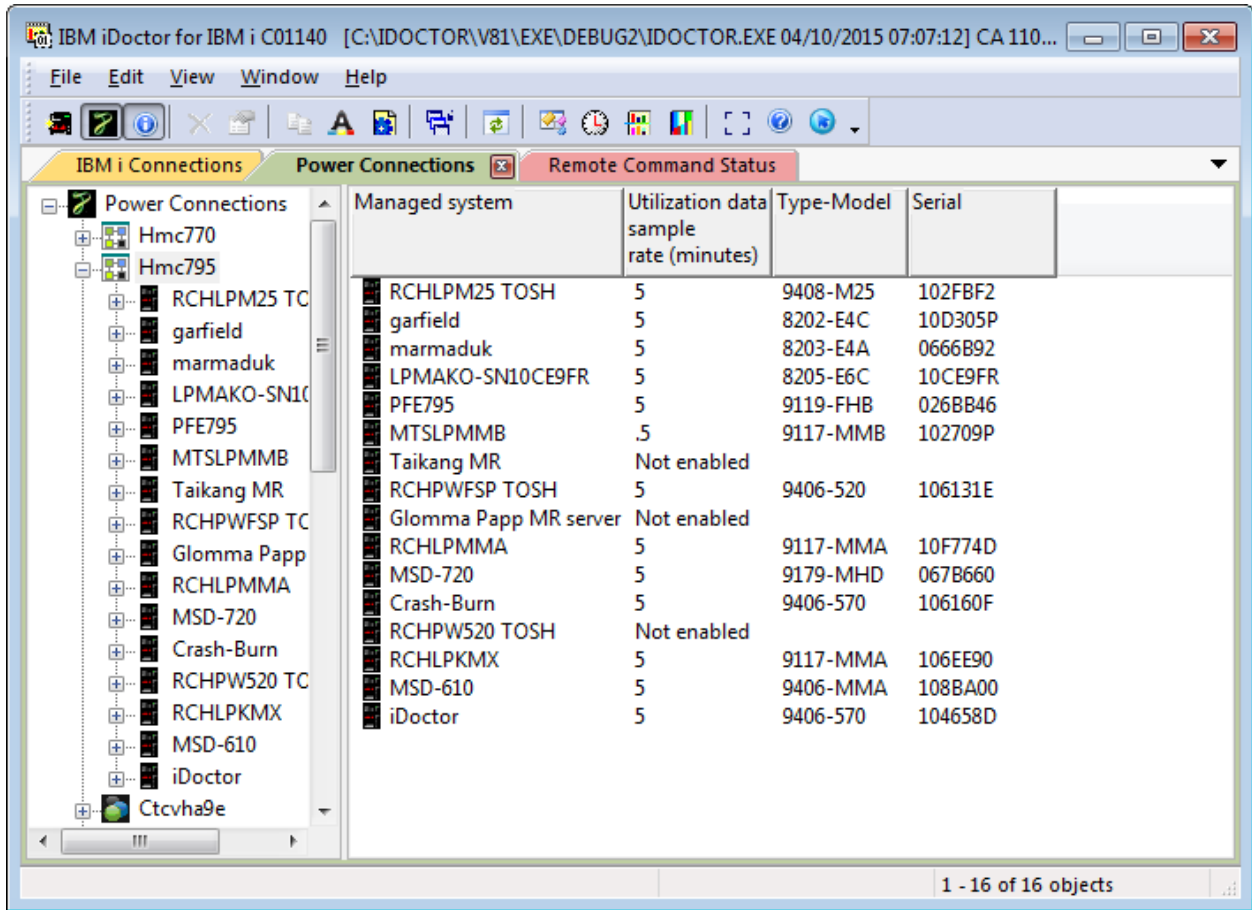 IBM iDoctor for IBM i C01140 [C:\IDOCTOR\V81\EXE\DEBUG2\IDOCTOR.EXE 04/10/2015 07:07:12] CA 110...
File Edit View Window Help
IBM i Connections Power Connections Remote Command Status
Power Connections
Hmc770
Hmc795
RCHLPM25 TO
garfield
marmaduk
LPMAKO-SN10
PFE795
MTSLPMMB
Taikang MR
RCHPWFSP TO
Glomma Papp
RCHLPMMA
MSD-720
Crash-Burn
RCHPW520 TO
RCHLPKMX
MSD-610
iDoctor
Ctcvha9e
Managed system Utilization data sample rate (minutes) Type-Model Serial
RCHLPM25 TOSH 5 9408-M25 102FBF2
garfield 5 8202-E4C 10D305P
marmaduk 5 8203-E4A 0666B92
LPMAKO-SN10CE9FR 5 8205-E6C 10CE9FR
PFE795 5 9119-FHB 026BB46
MTSLPMMB .5 9117-MMB 102709P
Taikang MR Not enabled
RCHPWFSP TOSH 5 9406-520 106131E
Glomma Papp MR server Not enabled
RCHLPMMA 5 9117-MMA 10F774D
MSD-720 5 9179-MHD 067B660
Crash-Burn 5 9406-570 106160F
RCHPW520 TOSH Not enabled
RCHLPKMX 5 9117-MMA 106EE90
MSD-610 5 9406-MMA 108BA00
iDoctor 5 9406-570 104658D
1 - 16 of 16 objects